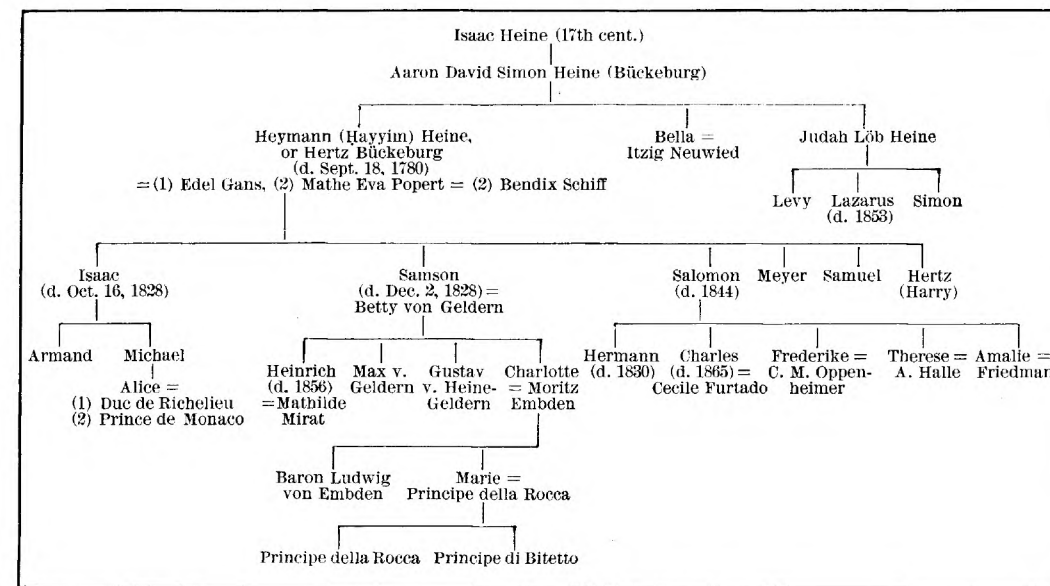 Isaac Heine (17th cent.)
Aaron David Simon Heine (Bückeburg)
Heymann (Ḥayyim) Heine,
or Hertz Bückeburg
(d. Sept. 18, 1780)
= (1) Edel Gans, (2) Mathe Eva Popert = (2) Bendix Schiff
Bella =
Itzig Neuwied
Judah Löb Heine
Levy
Lazarus
(d. 1853)
Simon
Isaac
(d. Oct. 16, 1828)
Samson
(d. Dec. 2, 1828) =
Betty von Geldern
Salomon
(d. 1844)
Meyer
Samuel
Hertz
(Harry)
Armand
Michael
Alice =
(1) Duc de Richelieu
(2) Prince de Monaco
Heinrich
(d. 1856)
=Mathilde
Mirat
Max v.
Geldern
Gustav
v. Heine-
Geldern
Charlotte
= Moritz
Embden
Hermann
(d. 1830)
Charles
(d. 1865) =
Cecile Furtado
Frederike =
C. M. Oppen-
heimer
Therese =
A. Halle
Amalie =
Friedman
Baron Ludwig
von Embden
Marie =
Principe della Rocca
Principe della Rocca
Principe di Bitetto